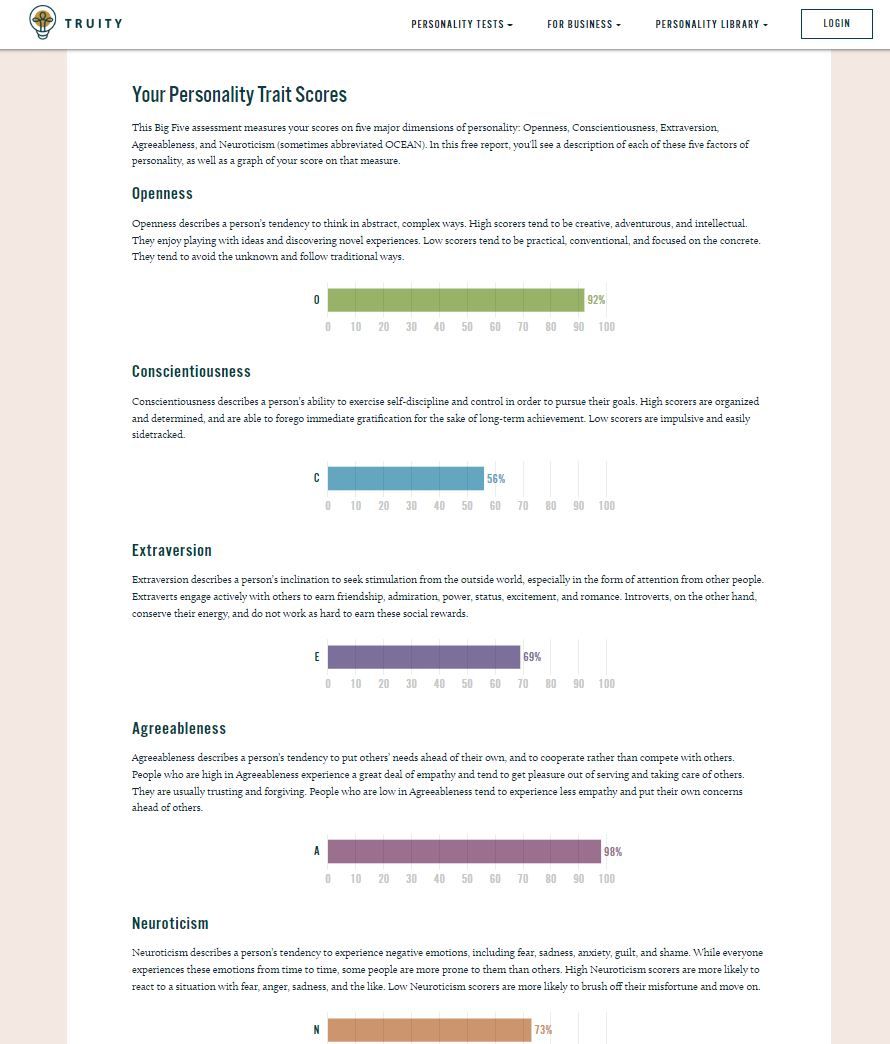 TRUITY
PERSONALITY TESTS
FOR BUSINESS
PERSONALITY LIBRARY
LOGIN
Your Personality Trait Scores
This Big Five assessment measures your scores on five major dimensions of personality: Openness, Conscientiousness, Extraversion,
Agreeableness, and Neuroticism (sometimes abbreviated OCEAN). In this free report, you'll see a description of each of these five factors of
personality, as well as a graph of your score on that measure.
Openness
Openness describes a person's tendency to think in abstract, complex ways. High scorers tend to be creative, adventurous, and intellectual.
They enjoy playing with ideas and discovering novel experiences. Low scorers tend to be practical, conventional, and focused on the concrete.
They tend to avoid the unknown and follow traditional ways.
O 92%
0 10 20 30 40 50 60 70 80 90 100
Conscientiousness
Conscientiousness describes a person's ability to exercise self-discipline and control in order to pursue their goals. High scorers are organized
and determined, and are able to forego immediate gratification for the sake of long-term achievement. Low scorers are impulsive and easily
sidetracked.
C 56%
0 10 20 30 40 50 60 70 80 90 100
Extraversion
Extraversion describes a person's inclination to seek stimulation from the outside world, especially in the form of attention from other people.
Extraverts engage actively with others to earn friendship, admiration, power, status, excitement, and romance. Introverts, on the other hand,
conserve their energy, and do not work as hard to earn these social rewards.
E 69%
0 10 20 30 40 50 60 70 80 90 100
Agreeableness
Agreeableness describes a person's tendency to put others' needs ahead of their own, and to cooperate rather than compete with others.
People who are high in Agreeableness experience a great deal of empathy and tend to get pleasure out of serving and taking care of others.
They are usually trusting and forgiving. People who are low in Agreeableness tend to experience less empathy and put their own concerns
ahead of others.
A 98%
0 10 20 30 40 50 60 70 80 90 100
Neuroticism
Neuroticism describes a person's tendency to experience negative emotions, including fear, sadness, anxiety, guilt, and shame. While everyone
experiences these emotions from time to time, some people are more prone to them than others. High Neuroticism scorers are more likely to
react to a situation with fear, anger, sadness, and the like. Low Neuroticism scorers are more likely to brush off their misfortune and move on.
N 73%